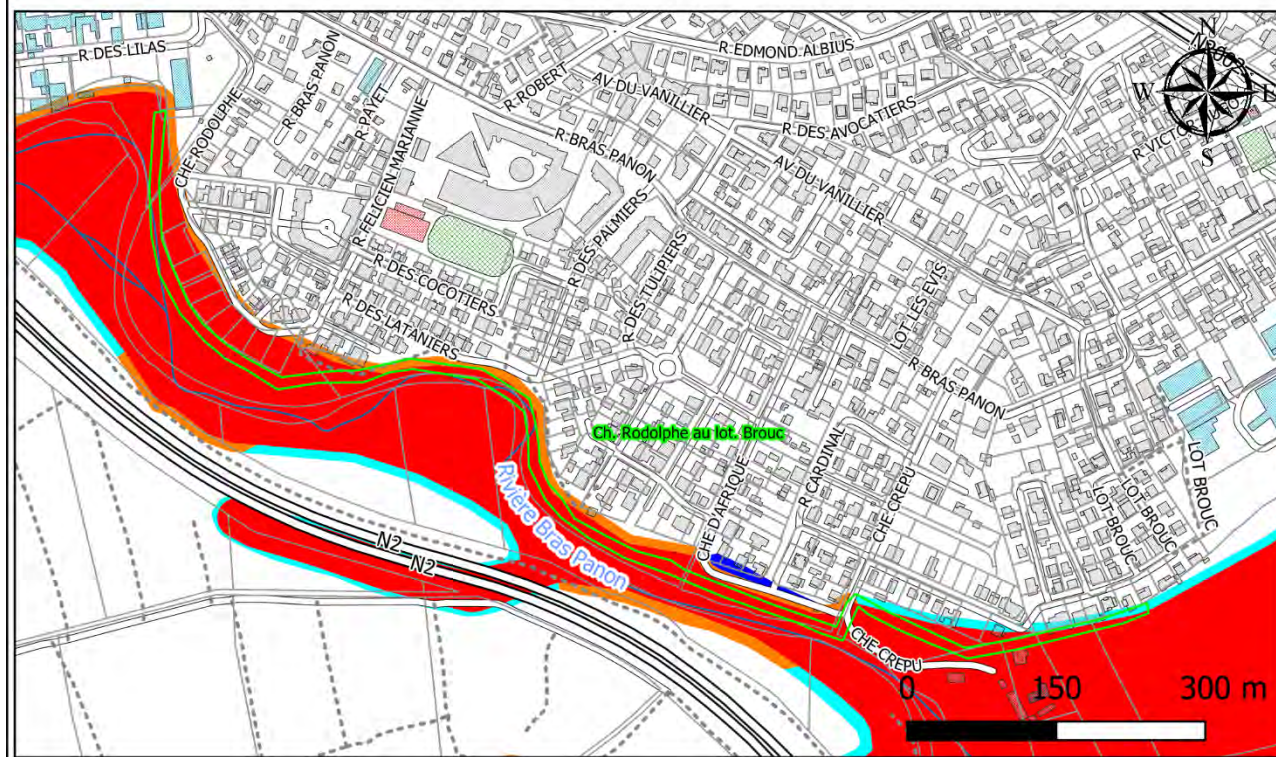 R DES LILAS
R EDMOND ALBIUS
N
W
E
S
R ROBERT
R BRAS PANON
R PAYET
AV DU VANILLIER
R DES AVOCATIERS
CHE RODOLPHE
R FELICIEN MARIANNE
R BRAS PANON
AV DU VANILLIER
R DES PALMIERS
R DES COCOTIERS
R DES TULIPIERS
R DES LATANIERS
LOT LES EVIS
R BRAS PANON
Ch. Rodolphe au lot. Brouc
R CARDINAL
CHE D'AFRIQUE
CHE CREPU
LOT BROUC
LOT BROUC
LOT BROUC
Rivière Bras Panon
N2
N2
CHE CREPU
0 150 300 m